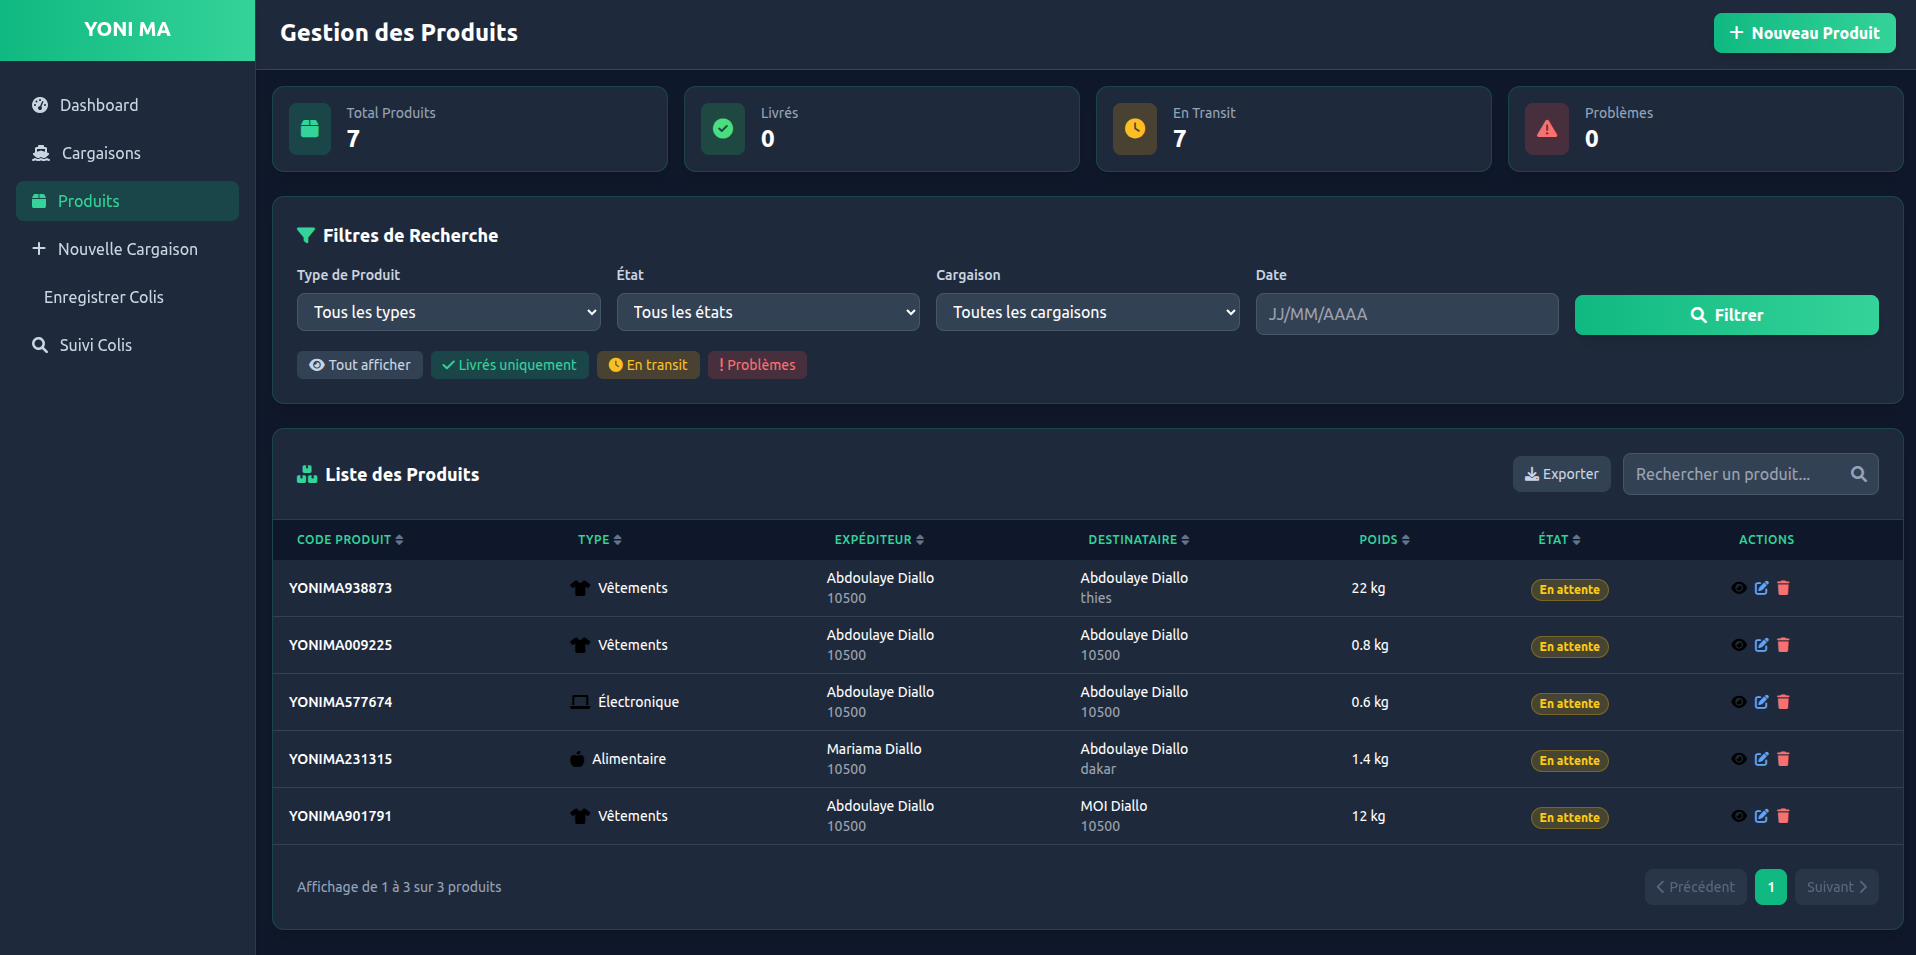 YONI MA
Gestion des Produits
Nouveau Produit
Dashboard
Cargaisons
Produits
Nouvelle Cargaison
Enregistrer Colis
Suivi Colis
Total Produits
7
Livrés
0
En Transit
7
Problèmes
0
Filtres de Recherche
Type de Produit
État
Cargaison
Date
Tous les types
Tous les états
Toutes les cargaisons
JJ/MM/AAAA
Filtrer
Tout afficher
Livrés uniquement
En transit
Problèmes
Liste des Produits
Exporter
Rechercher un produit...
CODE PRODUIT TYPE EXPÉDITEUR DESTINATAIRE POIDS ÉTAT ACTIONS
YONIMA938873 Vêtements Abdoulaye Diallo Abdoulaye Diallo 22 kg En attente
10500 thies
YONIMA009225 Vêtements Abdoulaye Diallo Abdoulaye Diallo 0.8 kg En attente
10500 10500
YONIMA577674 Électronique Abdoulaye Diallo Abdoulaye Diallo 0.6 kg En attente
10500 10500
YONIMA231315 Alimentaire Mariama Diallo Abdoulaye Diallo 1.4 kg En attente
10500 dakar
YONIMA901791 Vêtements Abdoulaye Diallo MOI Diallo 12 kg En attente
10500 10500
Affichage de 1 à 3 sur 3 produits
Précédent 1 Suivant